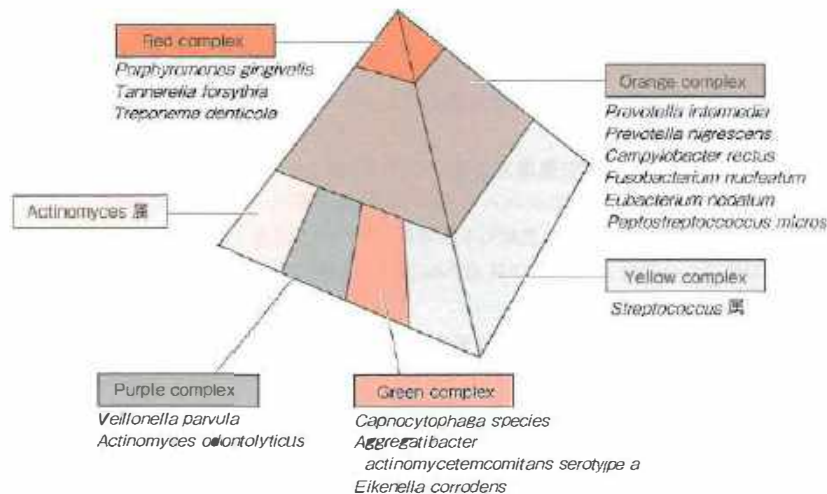 Red complex
Porphyromonas gingivalis
Tannerella forsythia
Treponema denticola
Orange complex
Prevotella intermedia
Prevotella nigrescens
Campylobacter rectus
Fusobacterium nucleatum
Eubacterium nodatum
Peptostreptococcus micros
Actinomyces 属
Yellow complex
Streptococcus 属
Purple complex
Veillonella parvula
Actinomyces odontolyticus
Green complex
Capnocytophaga species
Aggregatibacter
actinomycetemcomitans serotype a
Eikenella corrodens